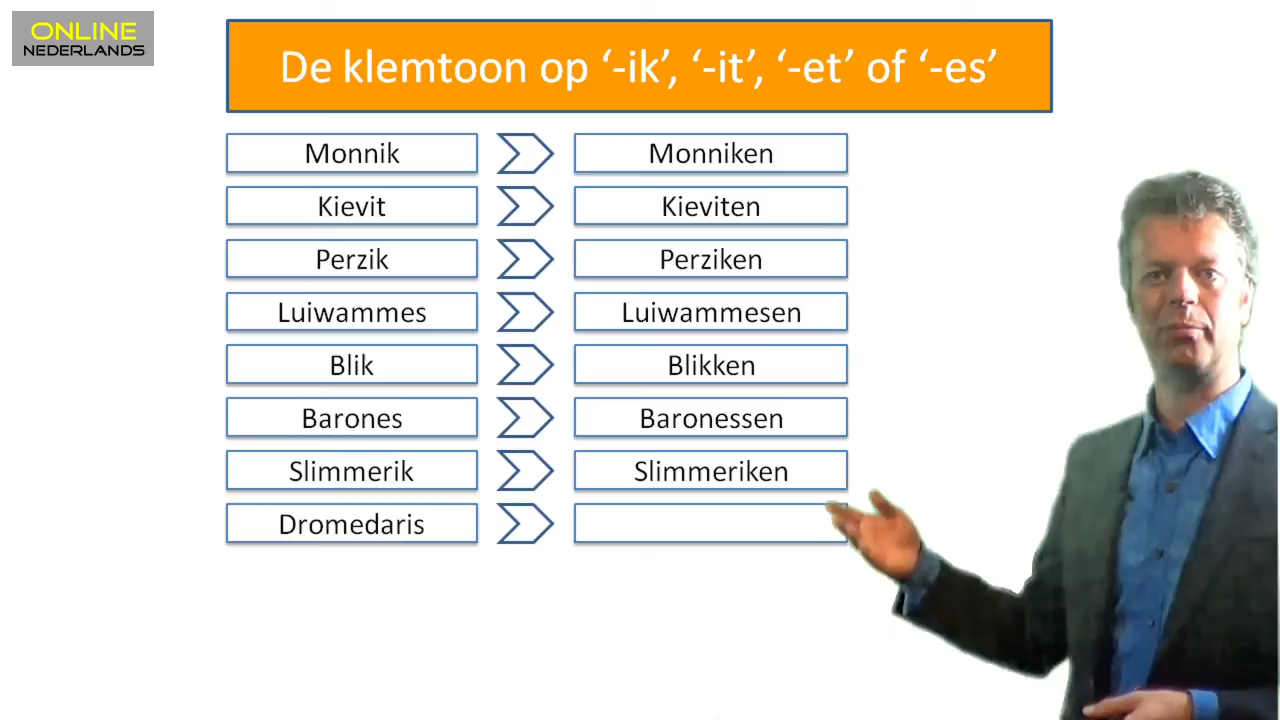 ONLINE
NEDERLANDS
De klemtoon op ‘-ik’, ‘-it’, ‘-et’ of ‘-es’
Monnik Monniken
Kievit Kieviten
Perzik Perziken
Luiwammes Luiwammesen
Blik Blikken
Barones Baronessen
Slimmerik Slimmeriken
Dromedaris